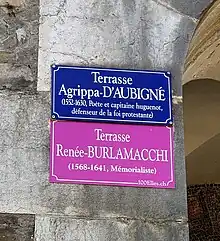 Terrasse
Agrippa-D'AUBIGNÉ
(1552-1630, Poète et capitaine huguenot,
défenseur de la foi protestante)
Terrasse
Renée-BURLAMACCHI
(1568-1641, Mémorialiste)
100Elles.ch/